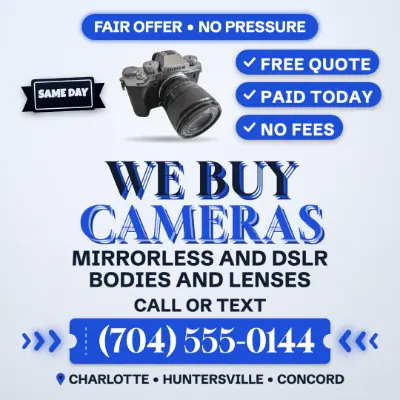 FAIR OFFER • NO PRESSURE
SAME DAY
FREE QUOTE
PAID TODAY
NO FEES
WE BUY
CAMERAS
MIRRORLESS AND DSLR
BODIES AND LENSES
CALL OR TEXT
(704) 555-0144
CHARLOTTE • HUNTERSVILLE • CONCORD